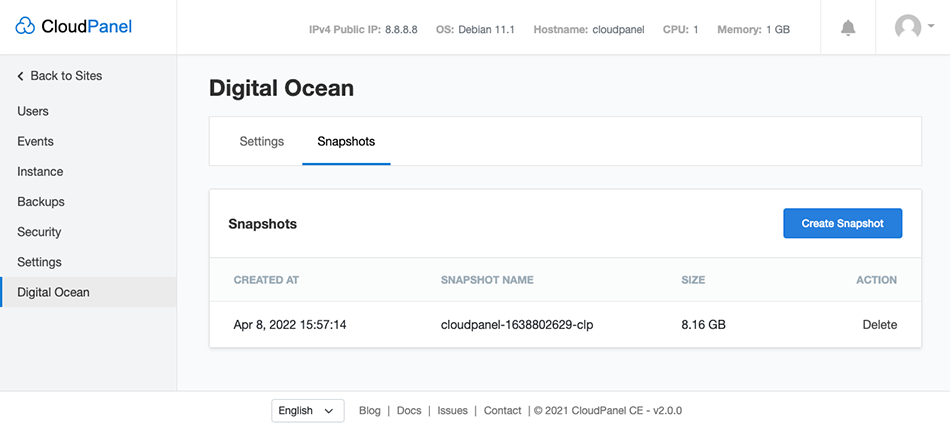 CloudPanel
IPv4 Public IP: 8.8.8.8 OS: Debian 11.1 Hostname: cloudpanel CPU: 1 Memory: 1 GB
Back to Sites
Users
Events
Instance
Backups
Security
Settings
Digital Ocean
Digital Ocean
Settings Snapshots
Snapshots
Create Snapshot
CREATED AT SNAPSHOT NAME SIZE ACTION
Apr 8, 2022 15:57:14 cloudpanel-1638802629-clp 8.16 GB Delete
English Blog | Docs | Issues | Contact | © 2021 CloudPanel CE - v2.0.0